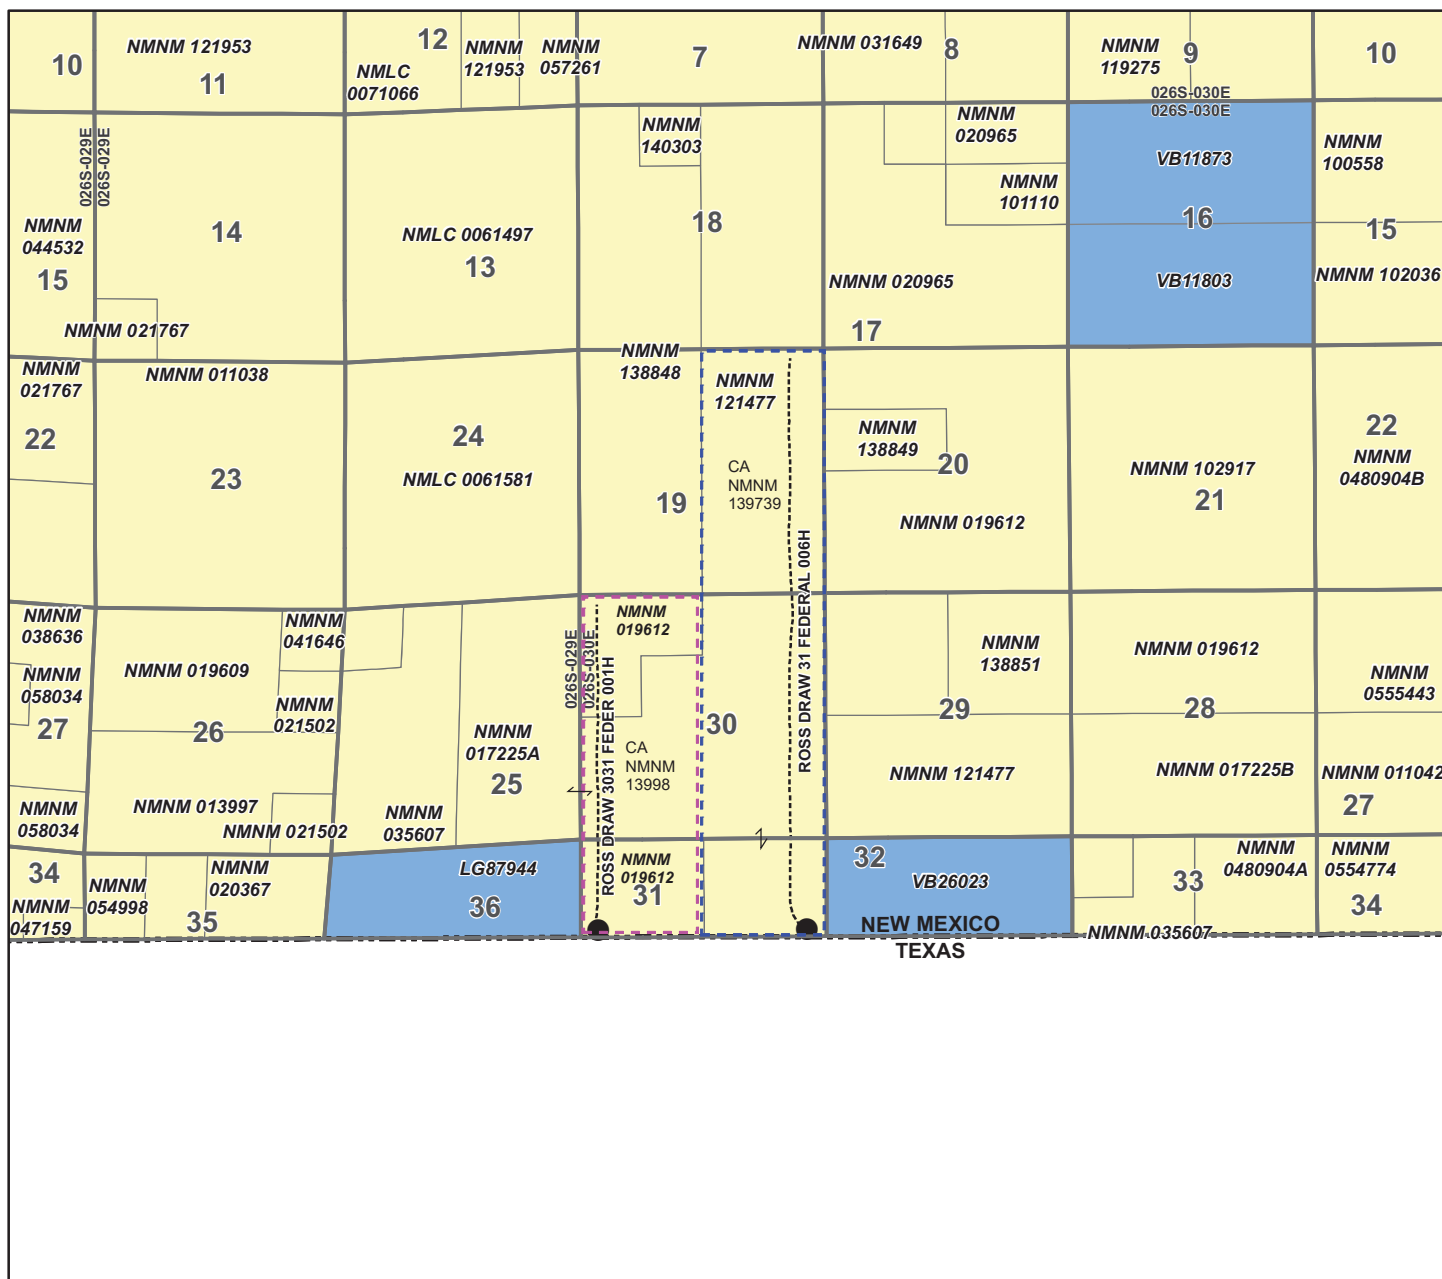 10
NMNM 121953
11
12
NMLC
0071066
NMNM
121953
NMNM
057261
7
NMNM 031649
8
NMNM
119275
9
10
026S-030E
026S-030E
026S-029E
026S-029E
NMNM
044532
15
14
NMNM 021767
NMLC 0061497
13
NMNM
140303
18
NMNM
020965
NMNM
101110
NMNM 020965
17
VB11873
16
VB11803
NMNM
100558
15
NMNM 102036
NMNM
021767
22
NMNM 011038
23
24
NMLC 0061581
NMNM
138848
19
NMNM
121477
CA
NMNM
139739
ROSS DRAW 31 FEDERAL 006H
NMNM
138849
20
NMNM 019612
NMNM 102917
21
22
NMNM
0480904B
NMNM
038636
NMNM
058034
27
NMNM
058034
NMNM
041646
NMNM 019609
NMNM
021502
26
NMNM 013997
NMNM 021502
NMNM
017225A
25
NMNM
035607
026S-029E
026S-030E
ROSS DRAW 3031 FEDER 001H
NMNM
019612
CA
NMNM
13998
30
NMNM
138851
29
NMNM 121477
NMNM 019612
28
NMNM 017225B
NMNM
0555443
NMNM 011042
27
34
NMNM
047159
NMNM
054998
NMNM
020367
35
LG87944
36
NMNM
019612
31
32
VB26023
NMNM
0480904A
33
NMNM 035607
NMNM
0554774
34
NEW MEXICO
TEXAS